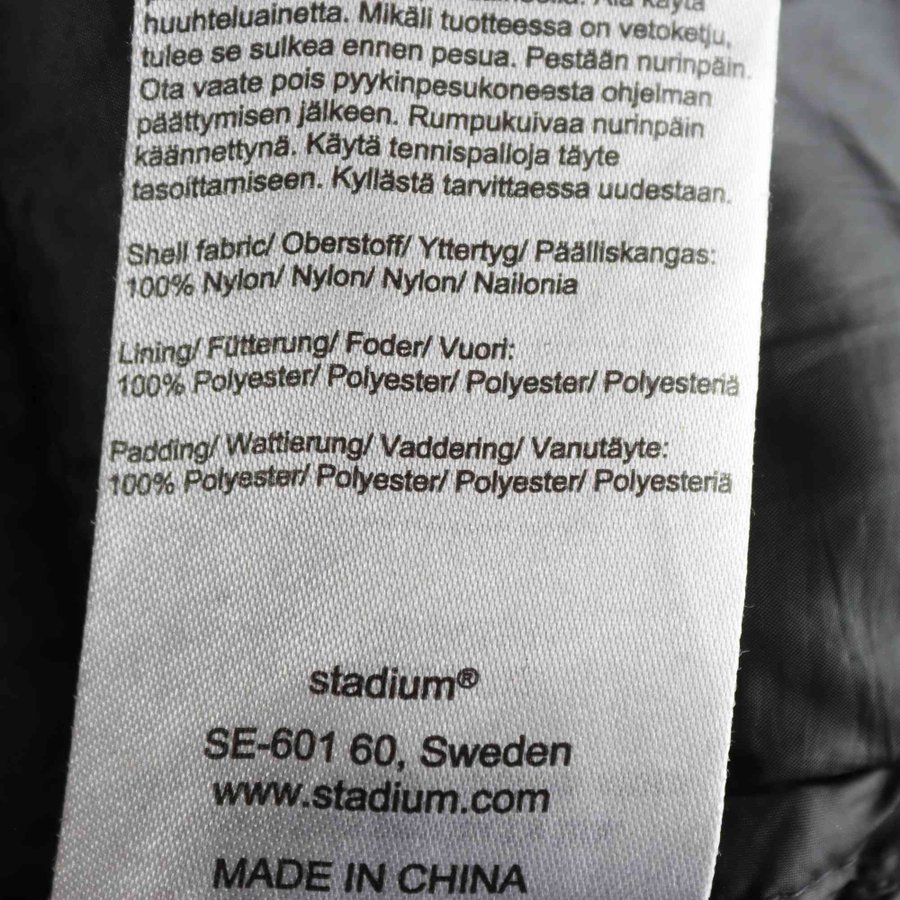 huuhteluainetta. Mikäli tuotteessa on vetoketju,
tulee se sulkea ennen pesua. Pestään nurinpäin.
Ota vaate pois pyykinpesukoneesta ohjelman
päättymisen jälkeen. Rumpukuivaa nurinpäin
käännettynä. Käytä tennispalloja täyte
tasoittamiseen. Kyllästä tarvittaessa uudestaan.
Shell fabric/ Oberstoff/ Yttertyg/ Päälliskangas:
100% Nylon/ Nylon/ Nylon/ Nailonia
Lining/ Fütterung/ Foder/ Vuori:
100% Polyester/ Polyester/ Polyester/ Polyesteriä
Padding/ Wattierung/ Vaddering/ Vanutäyte:
100% Polyester/ Polyester/ Polyester/ Polyesteriä
stadium®
SE-601 60, Sweden
www.stadium.com
MADE IN CHINA